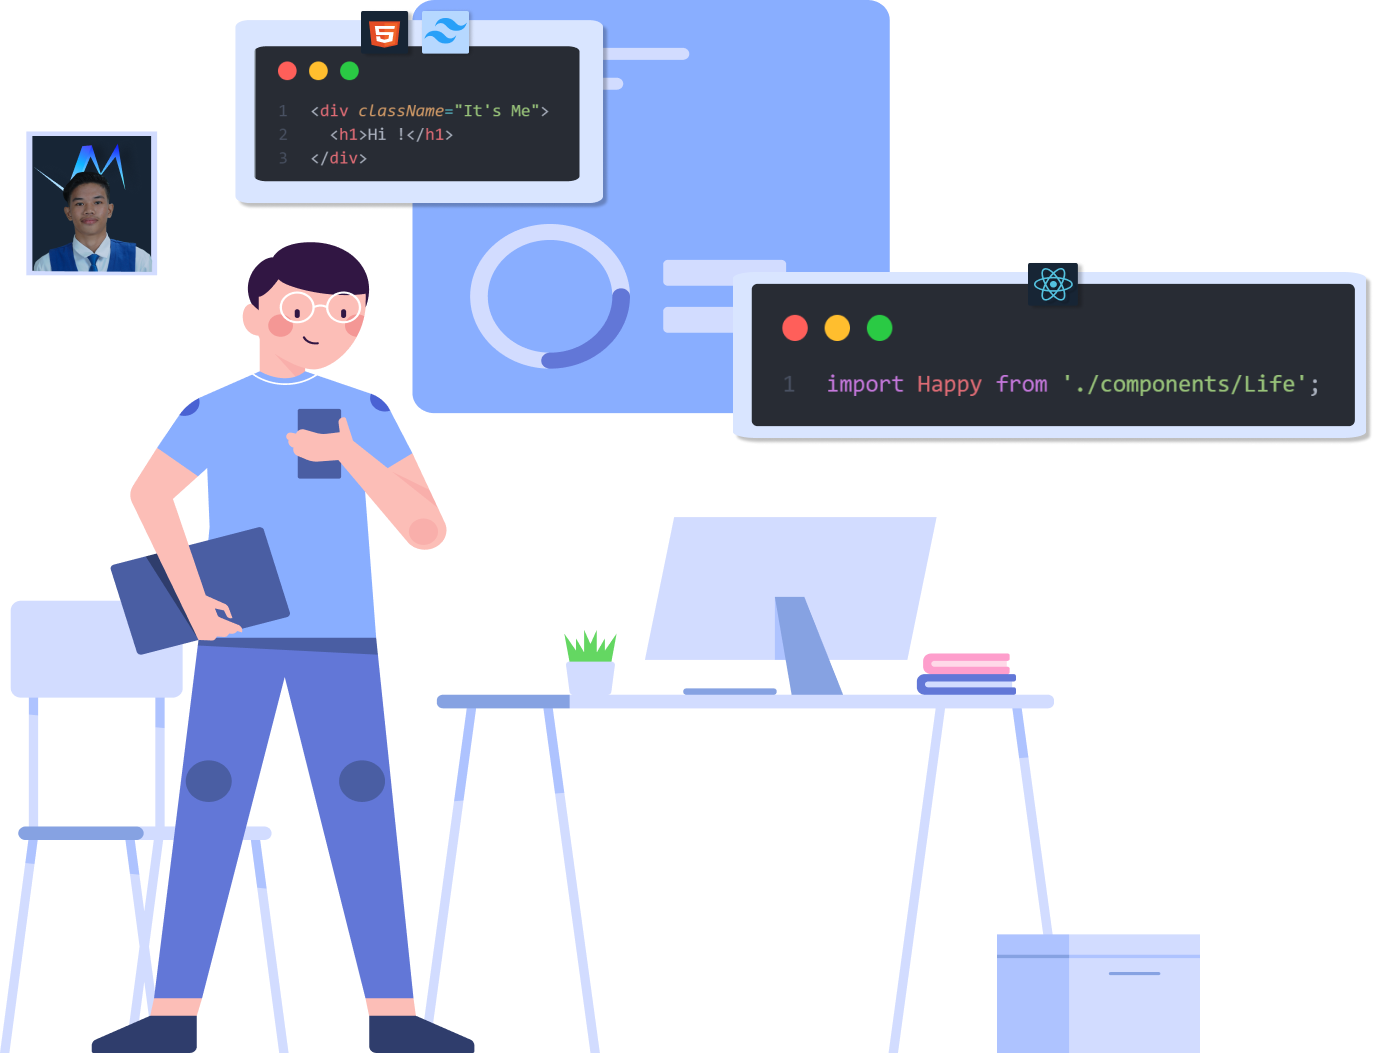 1 <div className="It's Me">
2 <h1>Hi !</h1>
3 </div>
1 import Happy from './components/Life';